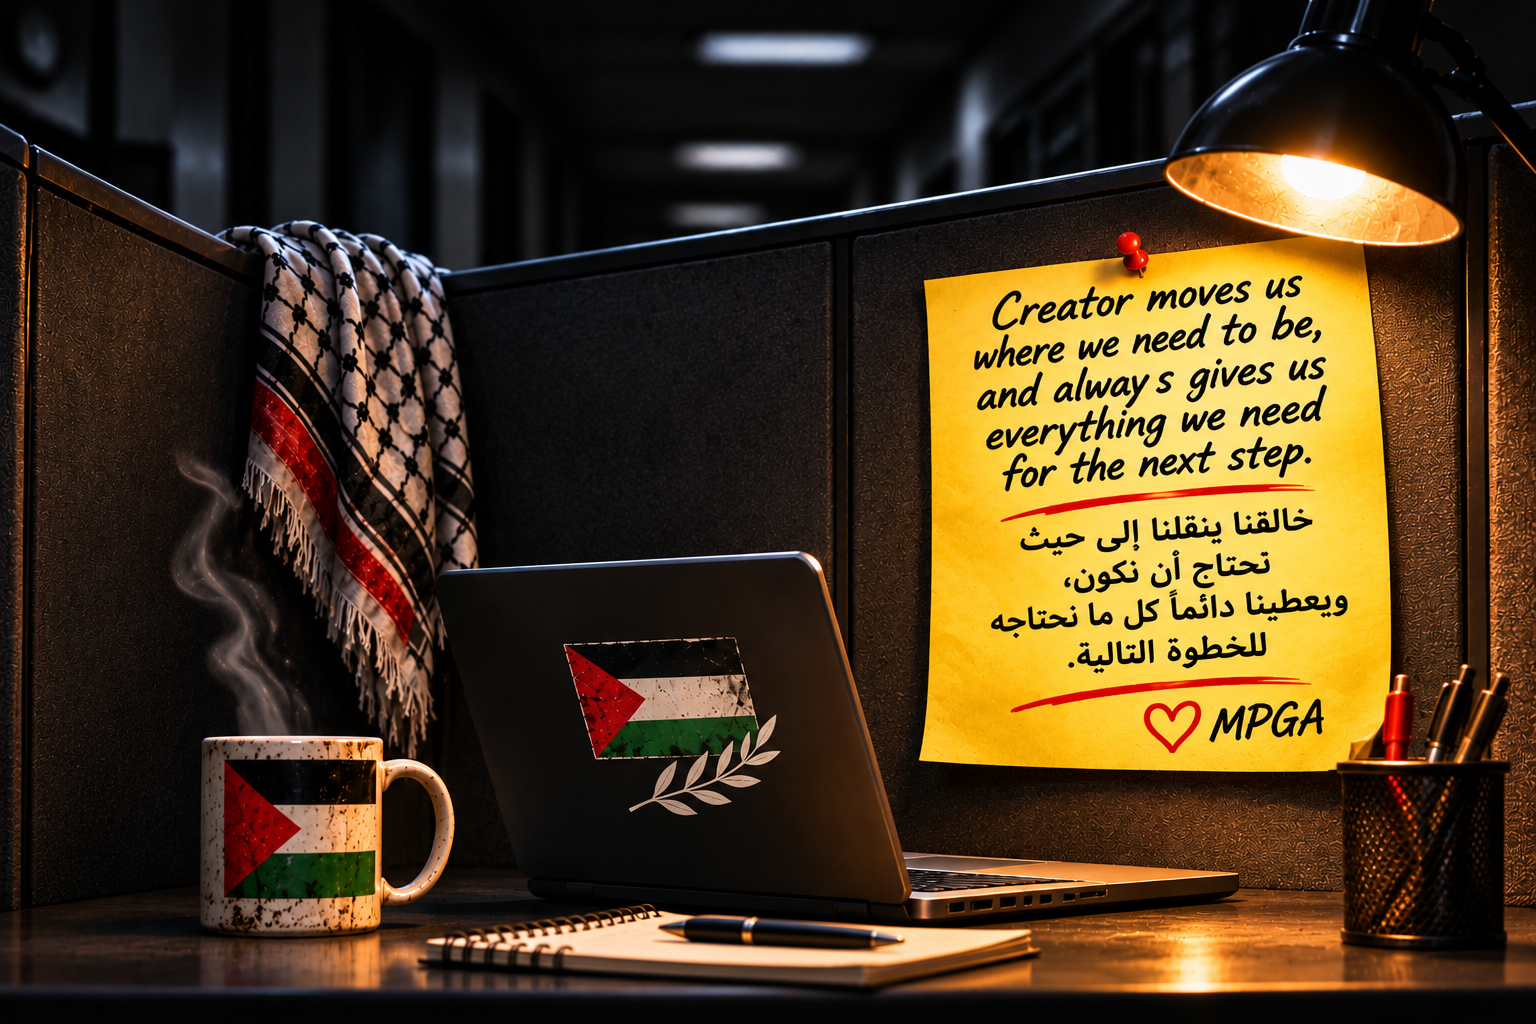 Creator moves us
where we need to be,
and always gives us
everything we need
for the next step.
خالقنا ينقلنا إلى حيث
تحتاج أن نكون،
ويعطينا دائماً كل ما نحتاجه
للخطوة التالية.
MPGA